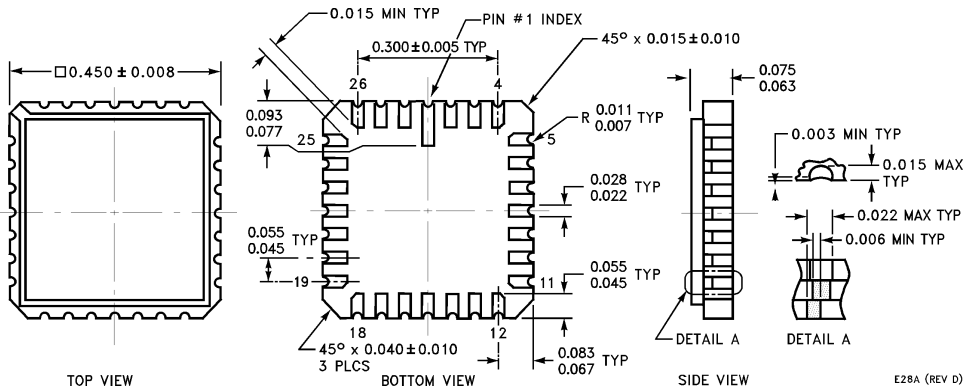 0.015 MIN TYP
PIN #1 INDEX
0.300±0.005 TYP
45° x 0.015±0.010
□0.450±0.008
26
4
0.075
0.063
0.093
0.077
R 0.011
0.007 TYP
25
5
0.003 MIN TYP
0.015 MAX
TYP
0.028
0.022 TYP
0.022 MAX TYP
0.006 MIN TYP
0.055
0.045 TYP
0.055
0.045 TYP
19
11
18
12
45° x 0.040±0.010
3 PLCS
0.083
0.067 TYP
DETAIL A
DETAIL A
TOP VIEW
BOTTOM VIEW
SIDE VIEW
E28A (REV D)